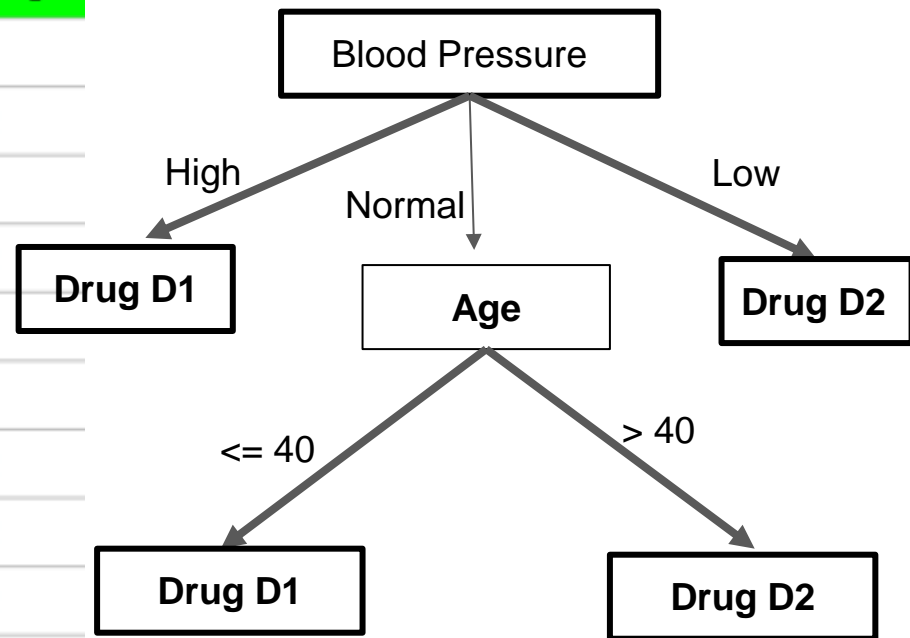 Blood Pressure
High
Normal
Low
Drug D1
Age
Drug D2
<= 40
> 40
Drug D1
Drug D2